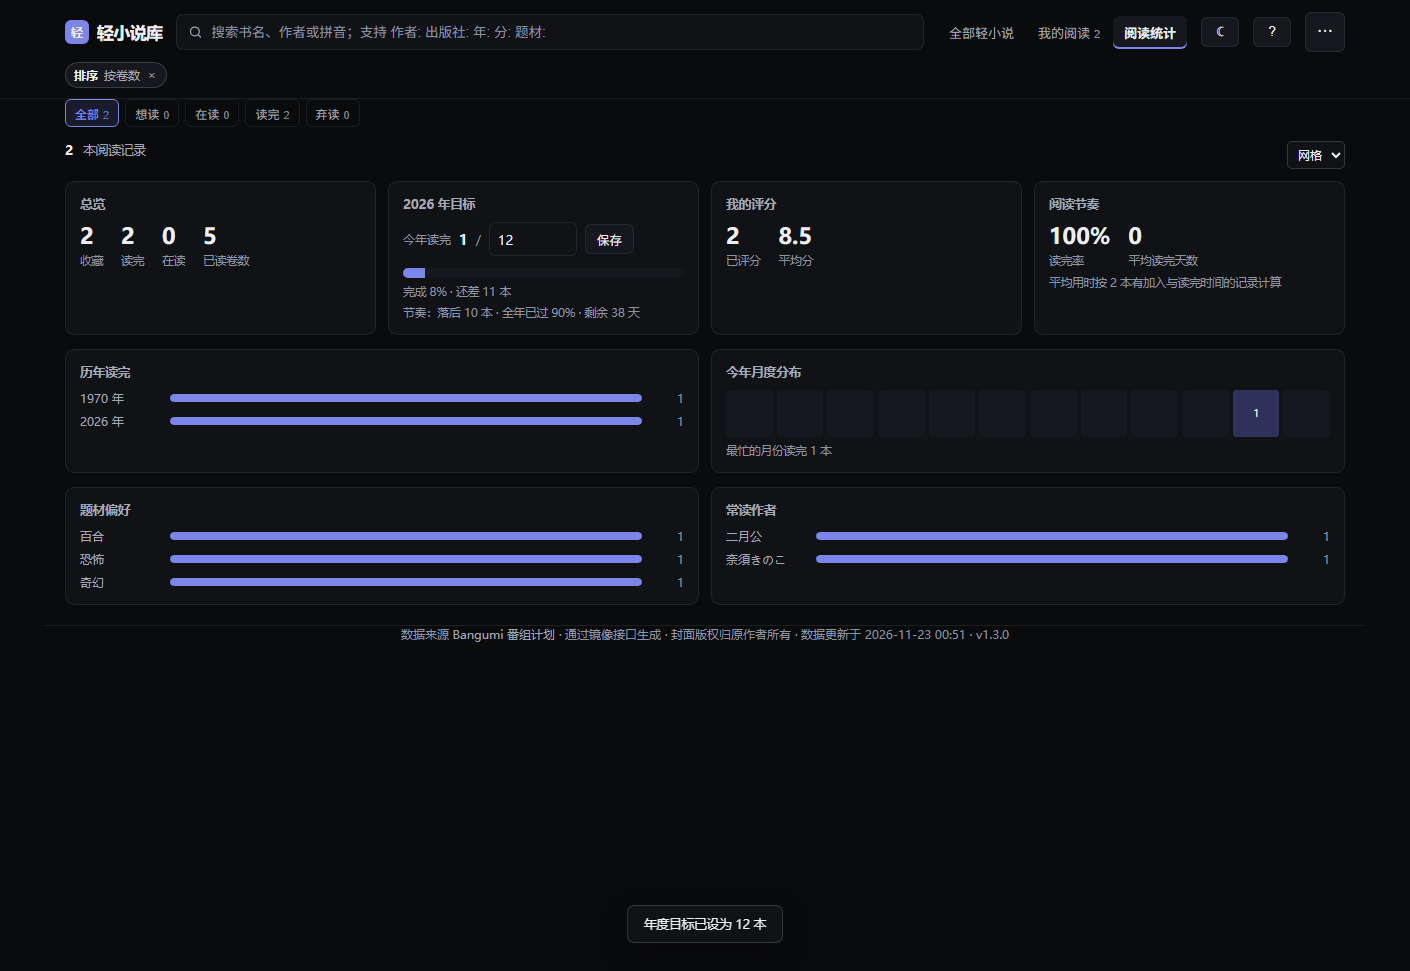 轻 轻小说库 搜索书名、作者或拼音；支持 作者: 出版社: 年: 分: 题材: 全部轻小说 我的阅读 2 阅读统计 ☾ ? ···
排序 按卷数 ×
全部 2 想读 0 在读 0 读完 2 弃读 0
2 本阅读记录 网格
总览
2 2 0 5
收藏 读完 在读 已读卷数
2026 年目标
今年读完 1 / 12 保存
完成 8% · 还差 11 本
节奏：落后 10 本 · 全年已过 90% · 剩余 38 天
我的评分
2 8.5
已评分 平均分
阅读节奏
100% 0
读完率 平均读完天数
平均用时按 2 本有加入与读完时间的记录计算
历年读完
1970 年 1
2026 年 1
今年月度分布
1
最忙的月份读完 1 本
题材偏好
百合 1
恐怖 1
奇幻 1
常读作者
二月公 1
奈須きのこ 1
数据来源 Bangumi 番组计划 · 通过镜像接口生成 · 封面版权归原作者所有 · 数据更新于 2026-11-23 00:51 · v1.3.0
年度目标已设为 12 本